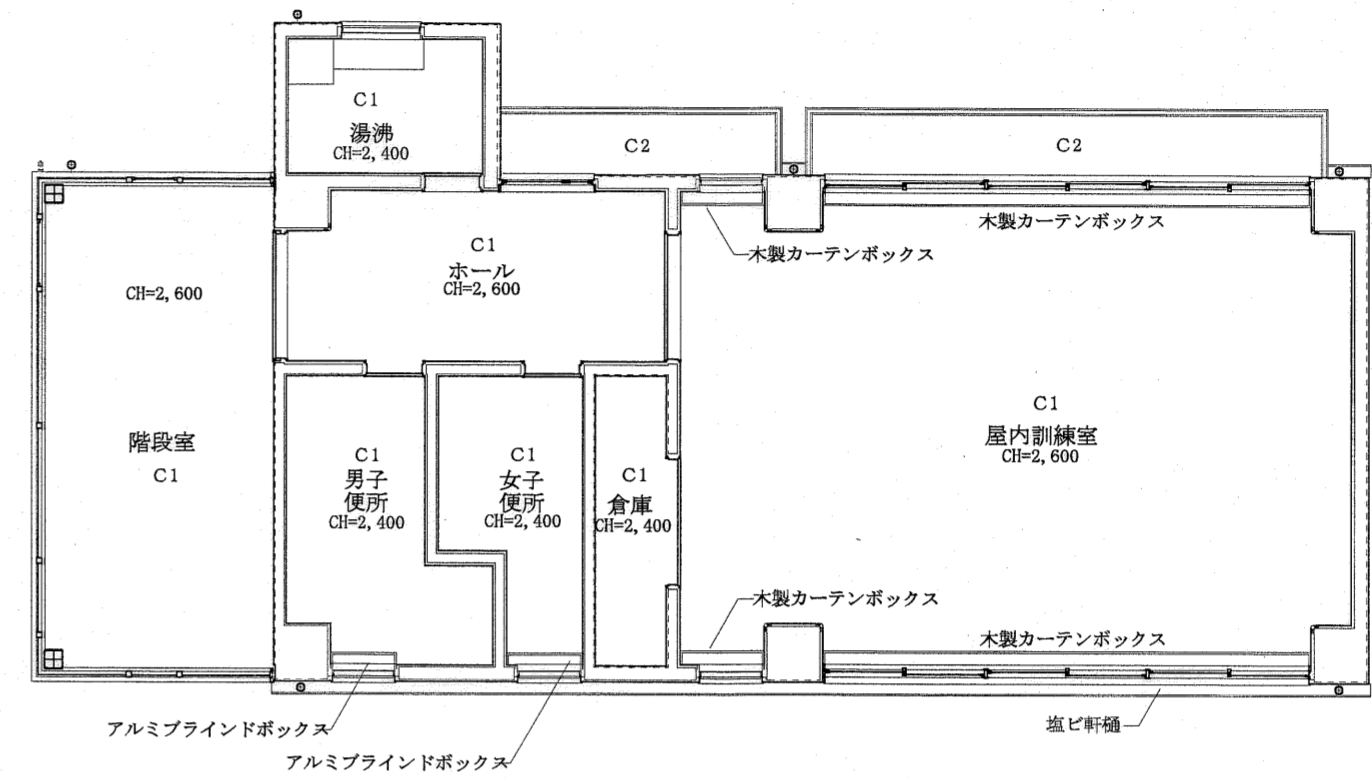 C1
湯沸
CH=2,400
C2
C2
木製カーテンボックス
木製カーテンボックス
C1
ホール
CH=2,600
CH=2,600
階段室
C1
C1
男子
便所
CH=2,400
C1
女子
便所
CH=2,400
C1
倉庫
CH=2,400
C1
屋内訓練室
CH=2,600
木製カーテンボックス
木製カーテンボックス
アルミブラインドボックス
アルミブラインドボックス
塩ビ軒樋